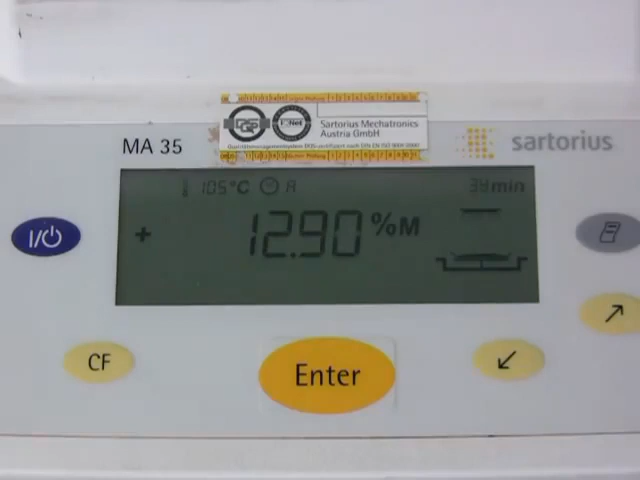 Sartorius Mechatronics
Austria GmbH
MA 35
sartorius
105°C A 39min
+ 12.90 %M
I/
CF
Enter